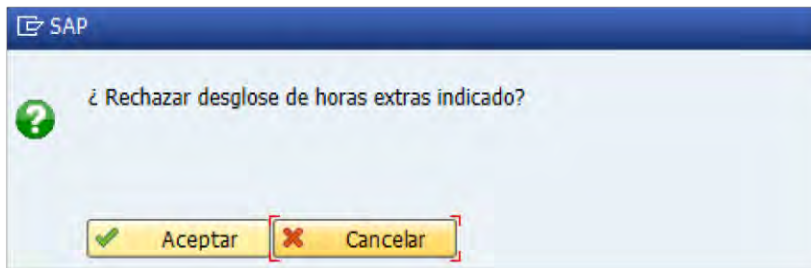 SAP
¿ Rechazar desglose de horas extras indicado?
Aceptar Cancelar